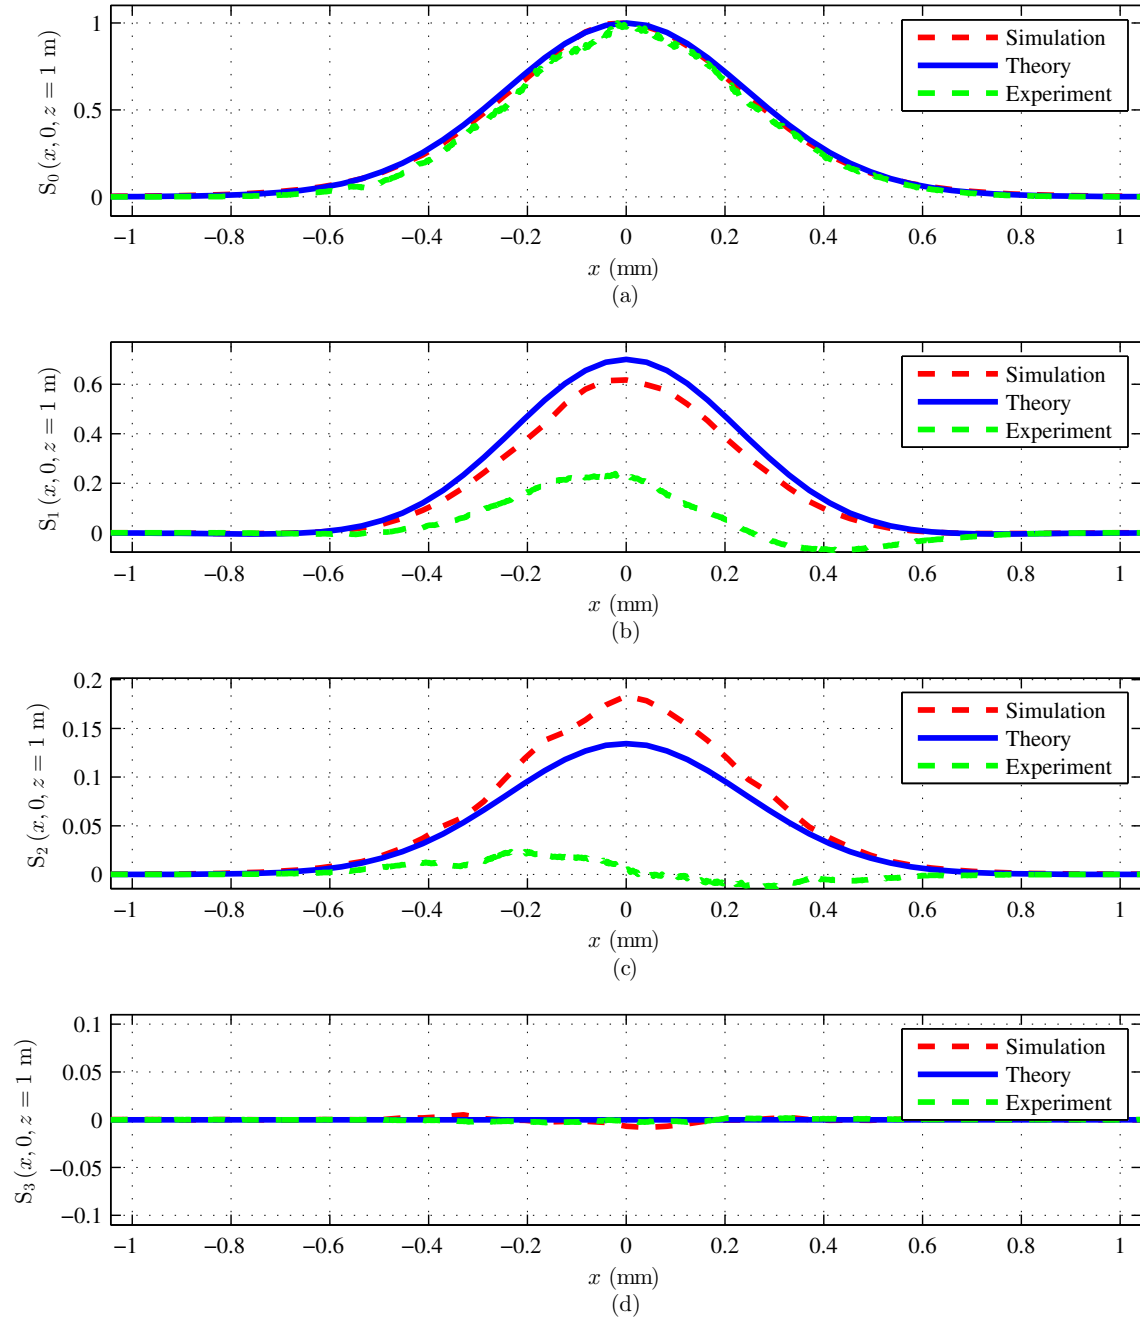 S₀(x, 0, z = 1 m)
1
0.5
0
Simulation
Theory
Experiment
−1 −0.8 −0.6 −0.4 −0.2 0 0.2 0.4 0.6 0.8 1
x (mm)
(a)
S₁(x, 0, z = 1 m)
0.6
0.4
0.2
0
Simulation
Theory
Experiment
−1 −0.8 −0.6 −0.4 −0.2 0 0.2 0.4 0.6 0.8 1
x (mm)
(b)
S₂(x, 0, z = 1 m)
0.2
0.15
0.1
0.05
0
Simulation
Theory
Experiment
−1 −0.8 −0.6 −0.4 −0.2 0 0.2 0.4 0.6 0.8 1
x (mm)
(c)
S₃(x, 0, z = 1 m)
0.1
0.05
0
−0.05
−0.1
Simulation
Theory
Experiment
−1 −0.8 −0.6 −0.4 −0.2 0 0.2 0.4 0.6 0.8 1
x (mm)
(d)